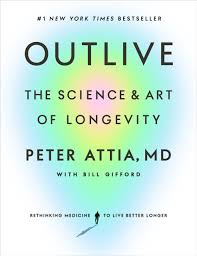 #1 NEW YORK TIMES BESTSELLER
OUTLIVE
THE SCIENCE & ART
OF LONGEVITY
PETER ATTIA, MD
WITH BILL GIFFORD
RETHINKING MEDICINE TO LIVE BETTER LONGER